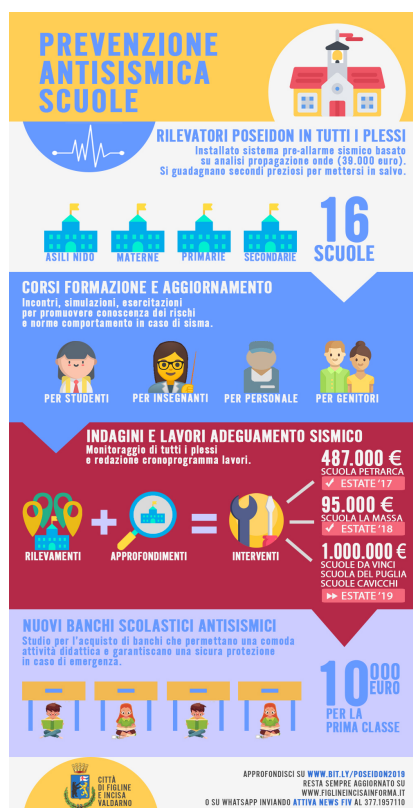 PREVENZIONE
ANTISISMICA
SCUOLE
RILEVATORI POSEIDON IN TUTTI I PLESSI
Installato sistema pre-allarme sismico basato
su analisi propagazione onde (39.000 euro).
Si guadagnano secondi preziosi per mettersi in salvo.
ASILI NIDO
MATERNE
PRIMARIE
SECONDARIE
16
SCUOLE
CORSI FORMAZIONE E AGGIORNAMENTO
Incontri, simulazioni, esercitazioni
per promuovere conoscenza dei rischi
e norme comportamento in caso di sisma.
PER STUDENTI
PER INSEGNANTI
PER PERSONALE
PER GENITORI
INDAGINI E LAVORI ADEGUAMENTO SISMICO
Monitoraggio di tutti i plessi
e redazione cronoprogramma lavori.
RILEVAMENTI
+
APPROFONDIMENTI
=
INTERVENTI
487.000 €
SCUOLA PETRARCA
✓ ESTATE '17
95.000 €
SCUOLA LA MASSA
✓ ESTATE '18
1.000.000 €
SCUOLE DA VINCI
SCUOLA DEL PUGLIA
SCUOLE CAVICCHI
ESTATE '19
NUOVI BANCHI SCOLASTICI ANTISISMICI
Studio per l'acquisto di banchi che permettano una comoda
attività didattica e garantiscano una sicura protezione
in caso di emergenza.
10 000
EURO
PER LA
PRIMA CLASSE
CITTÀ
DI FIGLINE
E INCISA
VALDARNO
APPROFONDISCI SU WWW.BIT.LY/POSEIDON2019
RESTA SEMPRE AGGIORNATO SU
WWW.FIGLINEINCISAINFORMA.IT
O SU WHATSAPP INVIANDO ATTIVA NEWS FIV AL 377.1957118